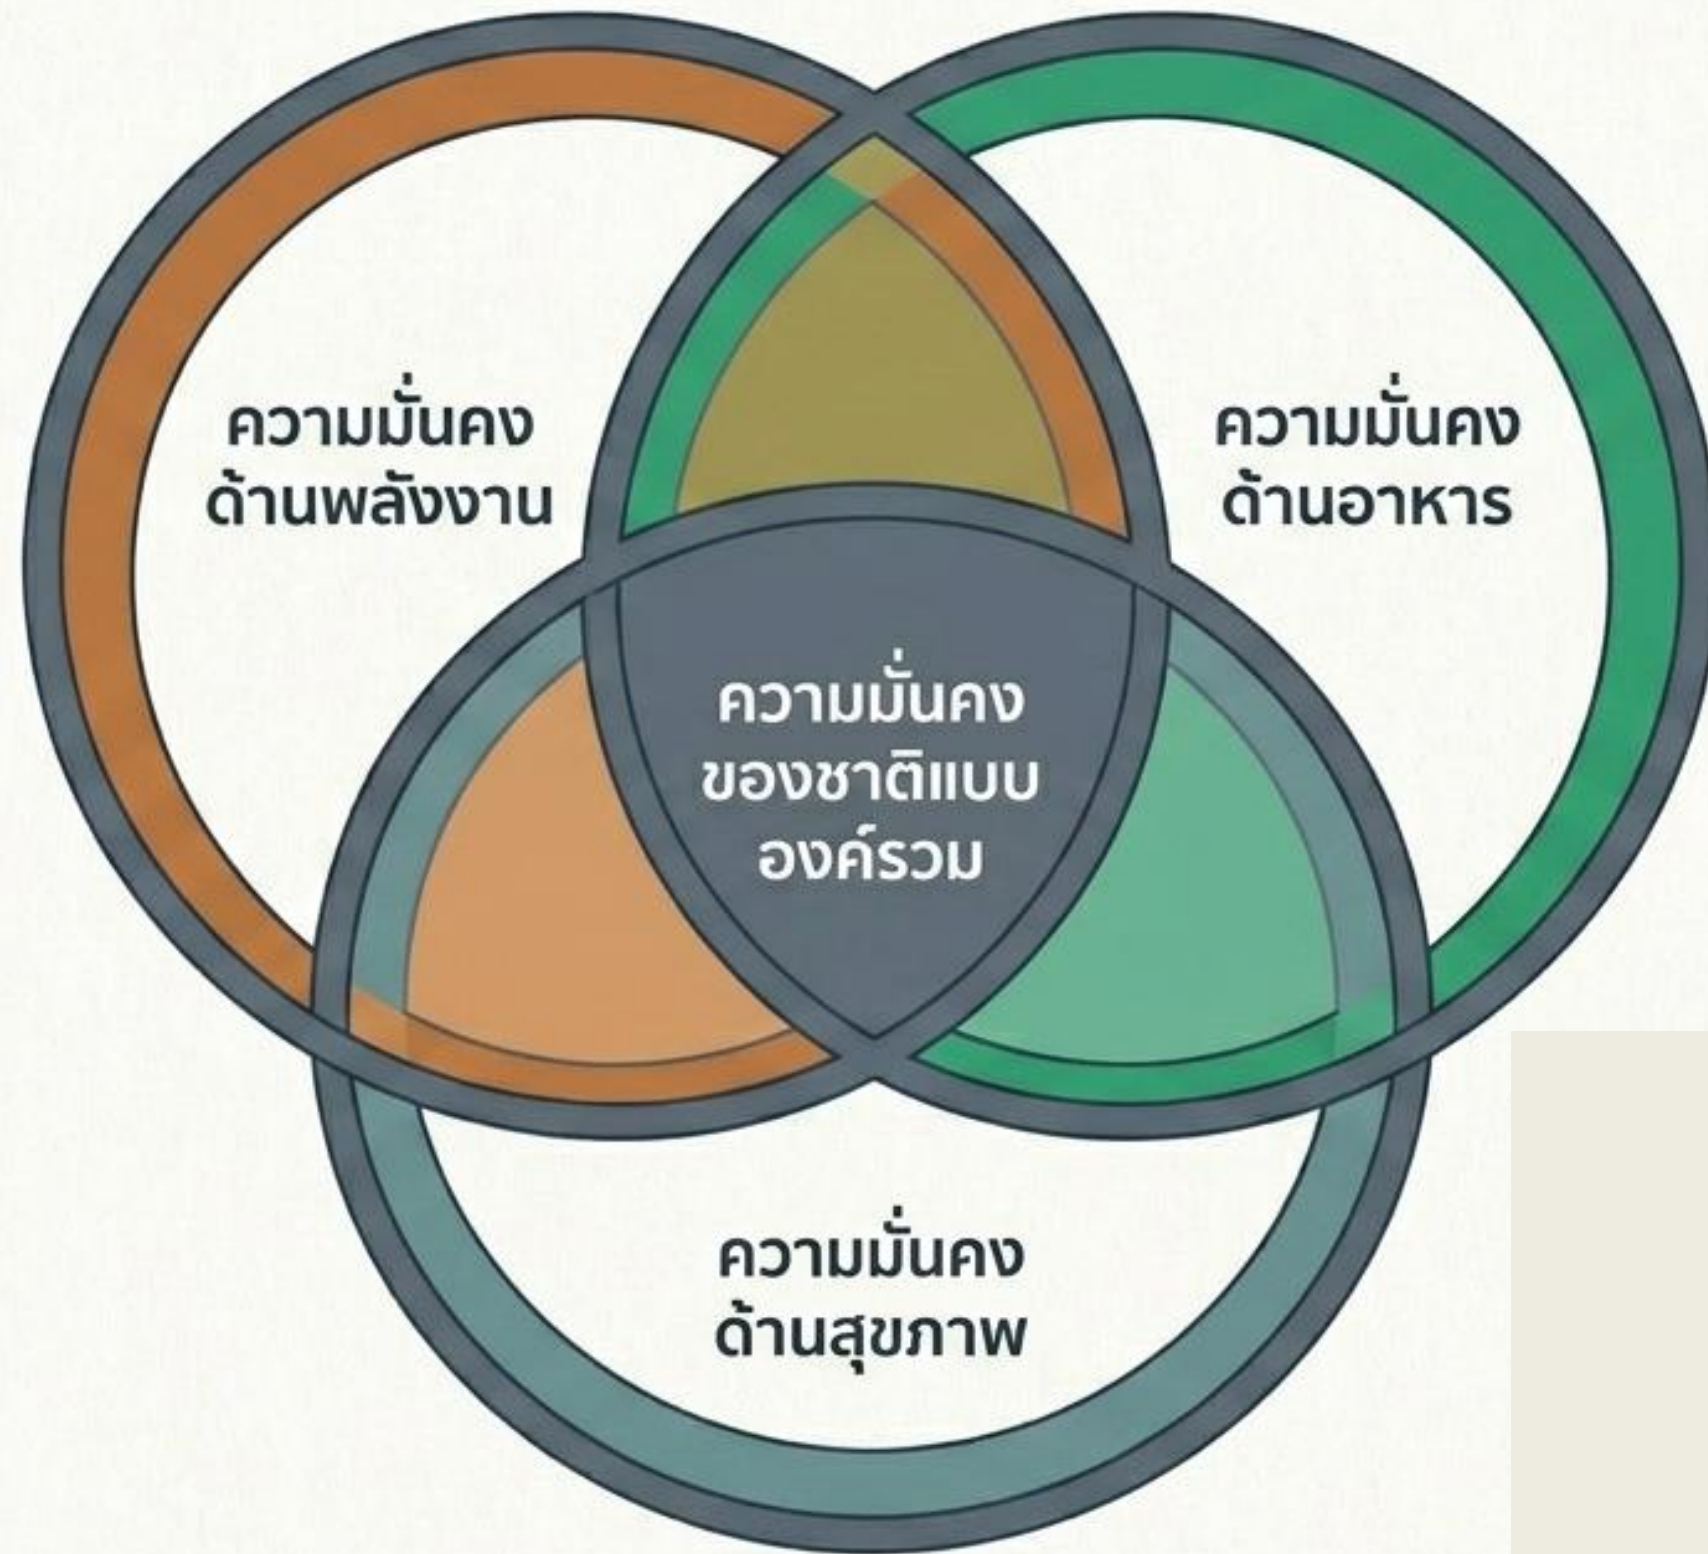 ความมั่นคง
ด้านพลังงาน
ความมั่นคง
ด้านอาหาร
ความมั่นคง
ของชาติแบบ
องค์รวม
ความมั่นคง
ด้านสุขภาพ